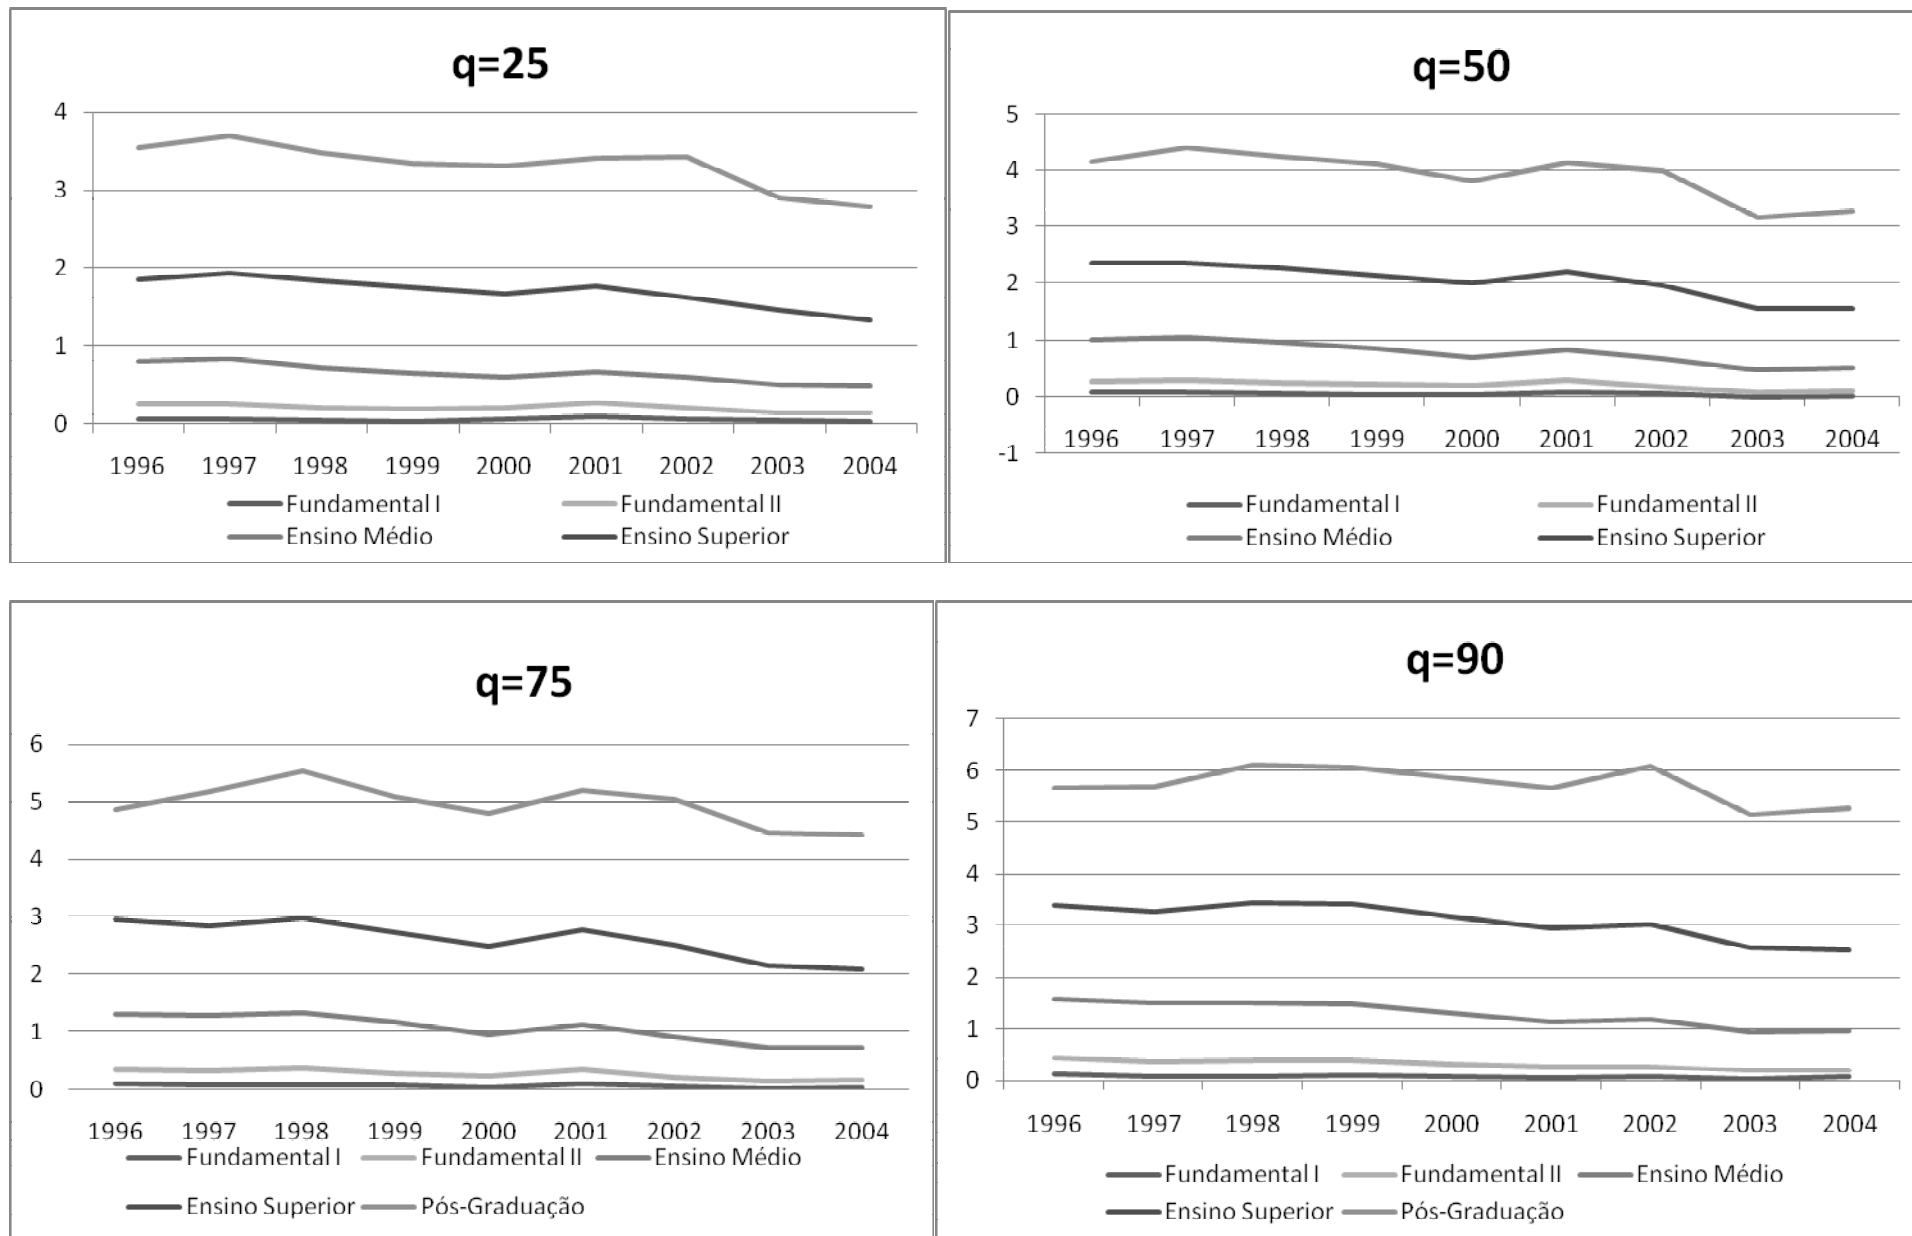 q=25
4
3
2
1
0
1996 1997 1998 1999 2000 2001 2002 2003 2004
Fundamental I Fundamental II
Ensino Médio Ensino Superior
q=50
5
4
3
2
1
0
-1
1996 1997 1998 1999 2000 2001 2002 2003 2004
Fundamental I Fundamental II
Ensino Médio Ensino Superior
q=75
6
5
4
3
2
1
0
1996 1997 1998 1999 2000 2001 2002 2003 2004
Fundamental I Fundamental II Ensino Médio
Ensino Superior Pós-Graduação
q=90
7
6
5
4
3
2
1
0
1996 1997 1998 1999 2000 2001 2002 2003 2004
Fundamental I Fundamental II Ensino Médio
Ensino Superior Pós-Graduação